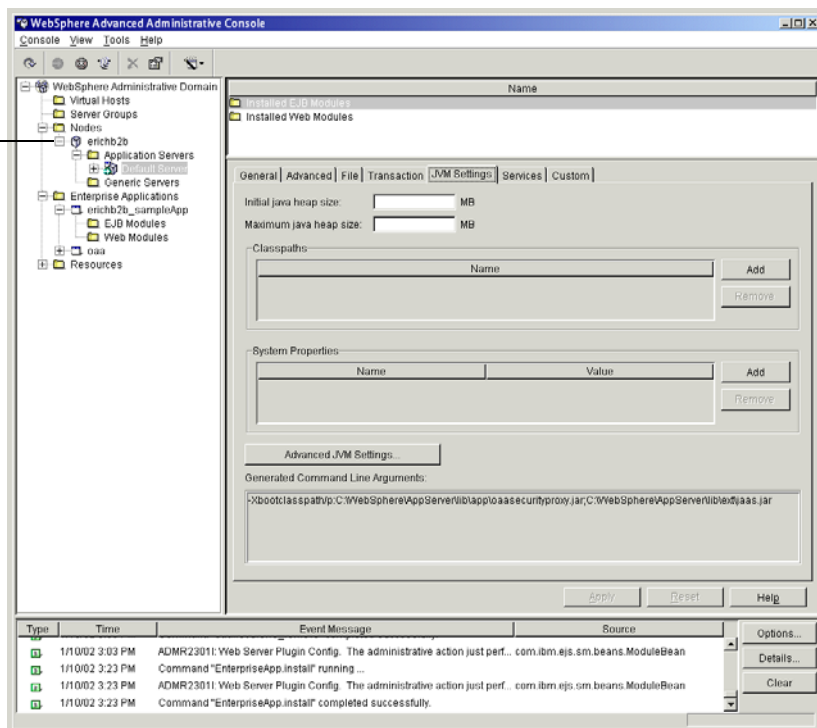 WebSphere Advanced Administrative Console
Console View Tools Help
WebSphere Administrative Domain
Virtual Hosts
Server Groups
Nodes
erichb2b
Application Servers
Default Server
Generic Servers
Enterprise Applications
erichb2b_sampleApp
EJB Modules
Web Modules
oaa
Resources
Name
Installed EJB Modules
Installed Web Modules
General Advanced File Transaction JVM Settings Services Custom
Initial java heap size: MB
Maximum java heap size: MB
Classpaths
Name
Add
Remove
System Properties
Name Value
Add
Remove
Advanced JVM Settings...
Generated Command Line Arguments:
-Xbootclasspath/p:C:\WebSphere\AppServer\lib\app\oaasecurityproxy.jar;C:\WebSphere\AppServer\lib\ext\jaas.jar
Apply Reset Help
Type Time Event Message Source
1/10/02 3:03 PM ADMR2301I: Web Server Plugin Config. The administrative action just perf... com.ibm.ejs.sm.beans.ModuleBean
1/10/02 3:23 PM Command "EnterpriseApp.install" running ...
1/10/02 3:23 PM ADMR2301I: Web Server Plugin Config. The administrative action just perf... com.ibm.ejs.sm.beans.ModuleBean
1/10/02 3:23 PM Command "EnterpriseApp.install" completed successfully.
Options...
Details...
Clear